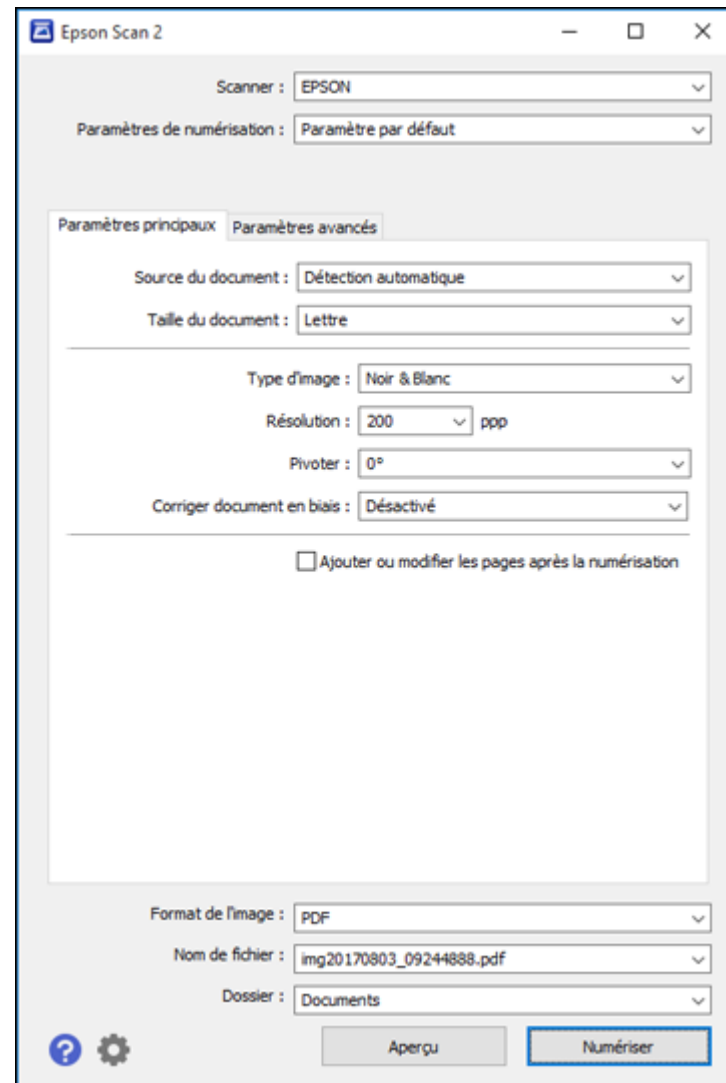 Epson Scan 2
Scanner : EPSON
Paramètres de numérisation : Paramètre par défaut
Paramètres principaux Paramètres avancés
Source du document : Détection automatique
Taille du document : Lettre
Type d'image : Noir & Blanc
Résolution : 200 ppp
Pivoter : 0°
Corriger document en biais : Désactivé
Ajouter ou modifier les pages après la numérisation
Format de l'image : PDF
Nom de fichier : img20170803_09244888.pdf
Dossier : Documents
? Aperçu Numériser